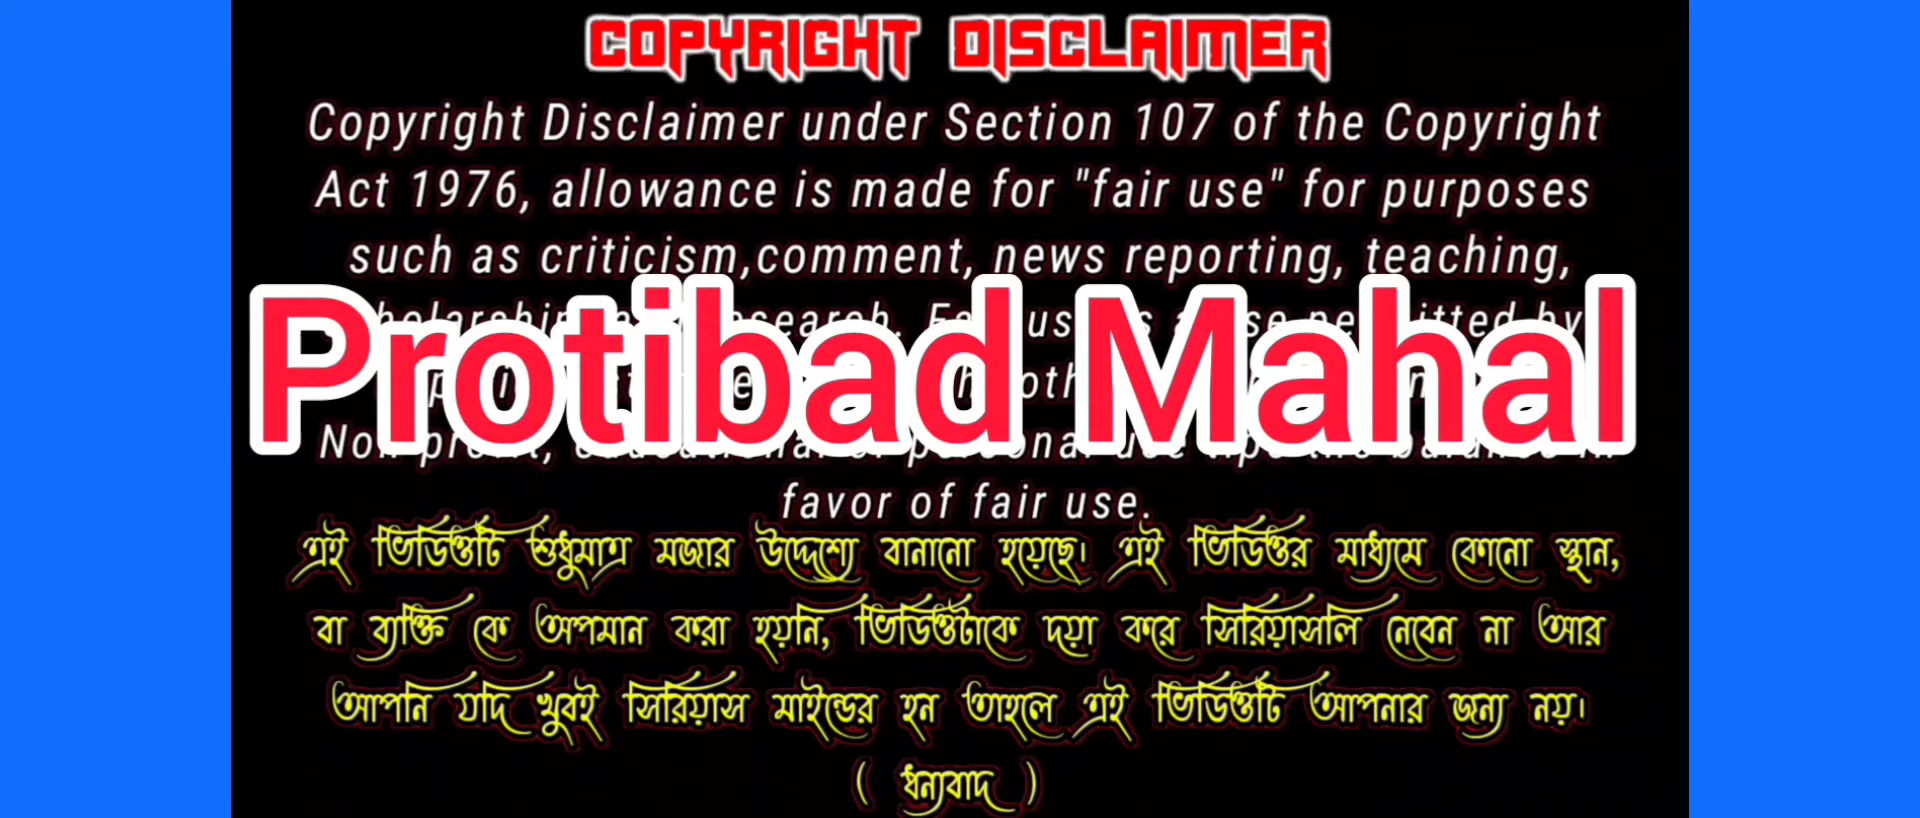 COPYRIGHT DISCLAIMER
Copyright Disclaimer under Section 107 of the Copyright
Act 1976, allowance is made for "fair use" for purposes
such as criticism,comment, news reporting, teaching,
Protibad Mahal
favor of fair use.
এই ভিডিওটি শুধুমাত্র মজার উদ্দেশ্যে বানানো হয়েছে। এই ভিডিওর মাধ্যমে কোনো স্থান,
বা ব্যক্তি কে অপমান করা হয়নি, ভিডিওটাকে দয়া করে সিরিয়াসলি নেবেন না আর
আপনি যদি খুবই সিরিয়াস মাইন্ডের হন তাহলে এই ভিডিওটি আপনার জন্য নয়।
( ধন্যবাদ )